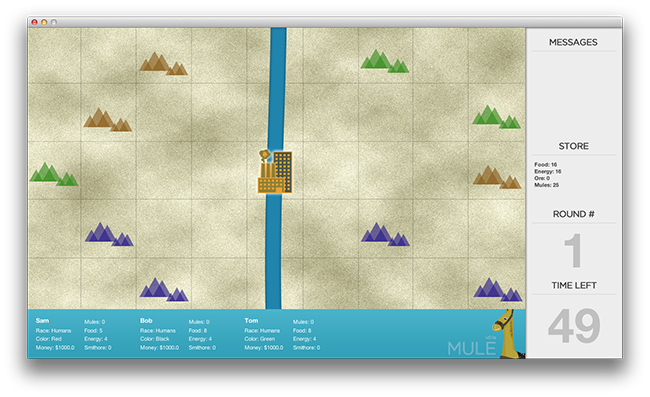 MESSAGES
STORE
Food: 16
Energy: 16
Ore: 0
Mules: 25
ROUND #
1
TIME LEFT
49
Sam
Race: Humans
Color: Red
Money: $1000.0
Mules: 0
Food: 5
Energy: 4
Smithore: 0
Bob
Race: Humans
Color: Black
Money: $1000.0
Mules: 0
Food: 8
Energy: 4
Smithore: 0
Tom
Race: Humans
Color: Green
Money: $1000.0
Mules: 0
Food: 8
Energy: 4
Smithore: 0
MULE